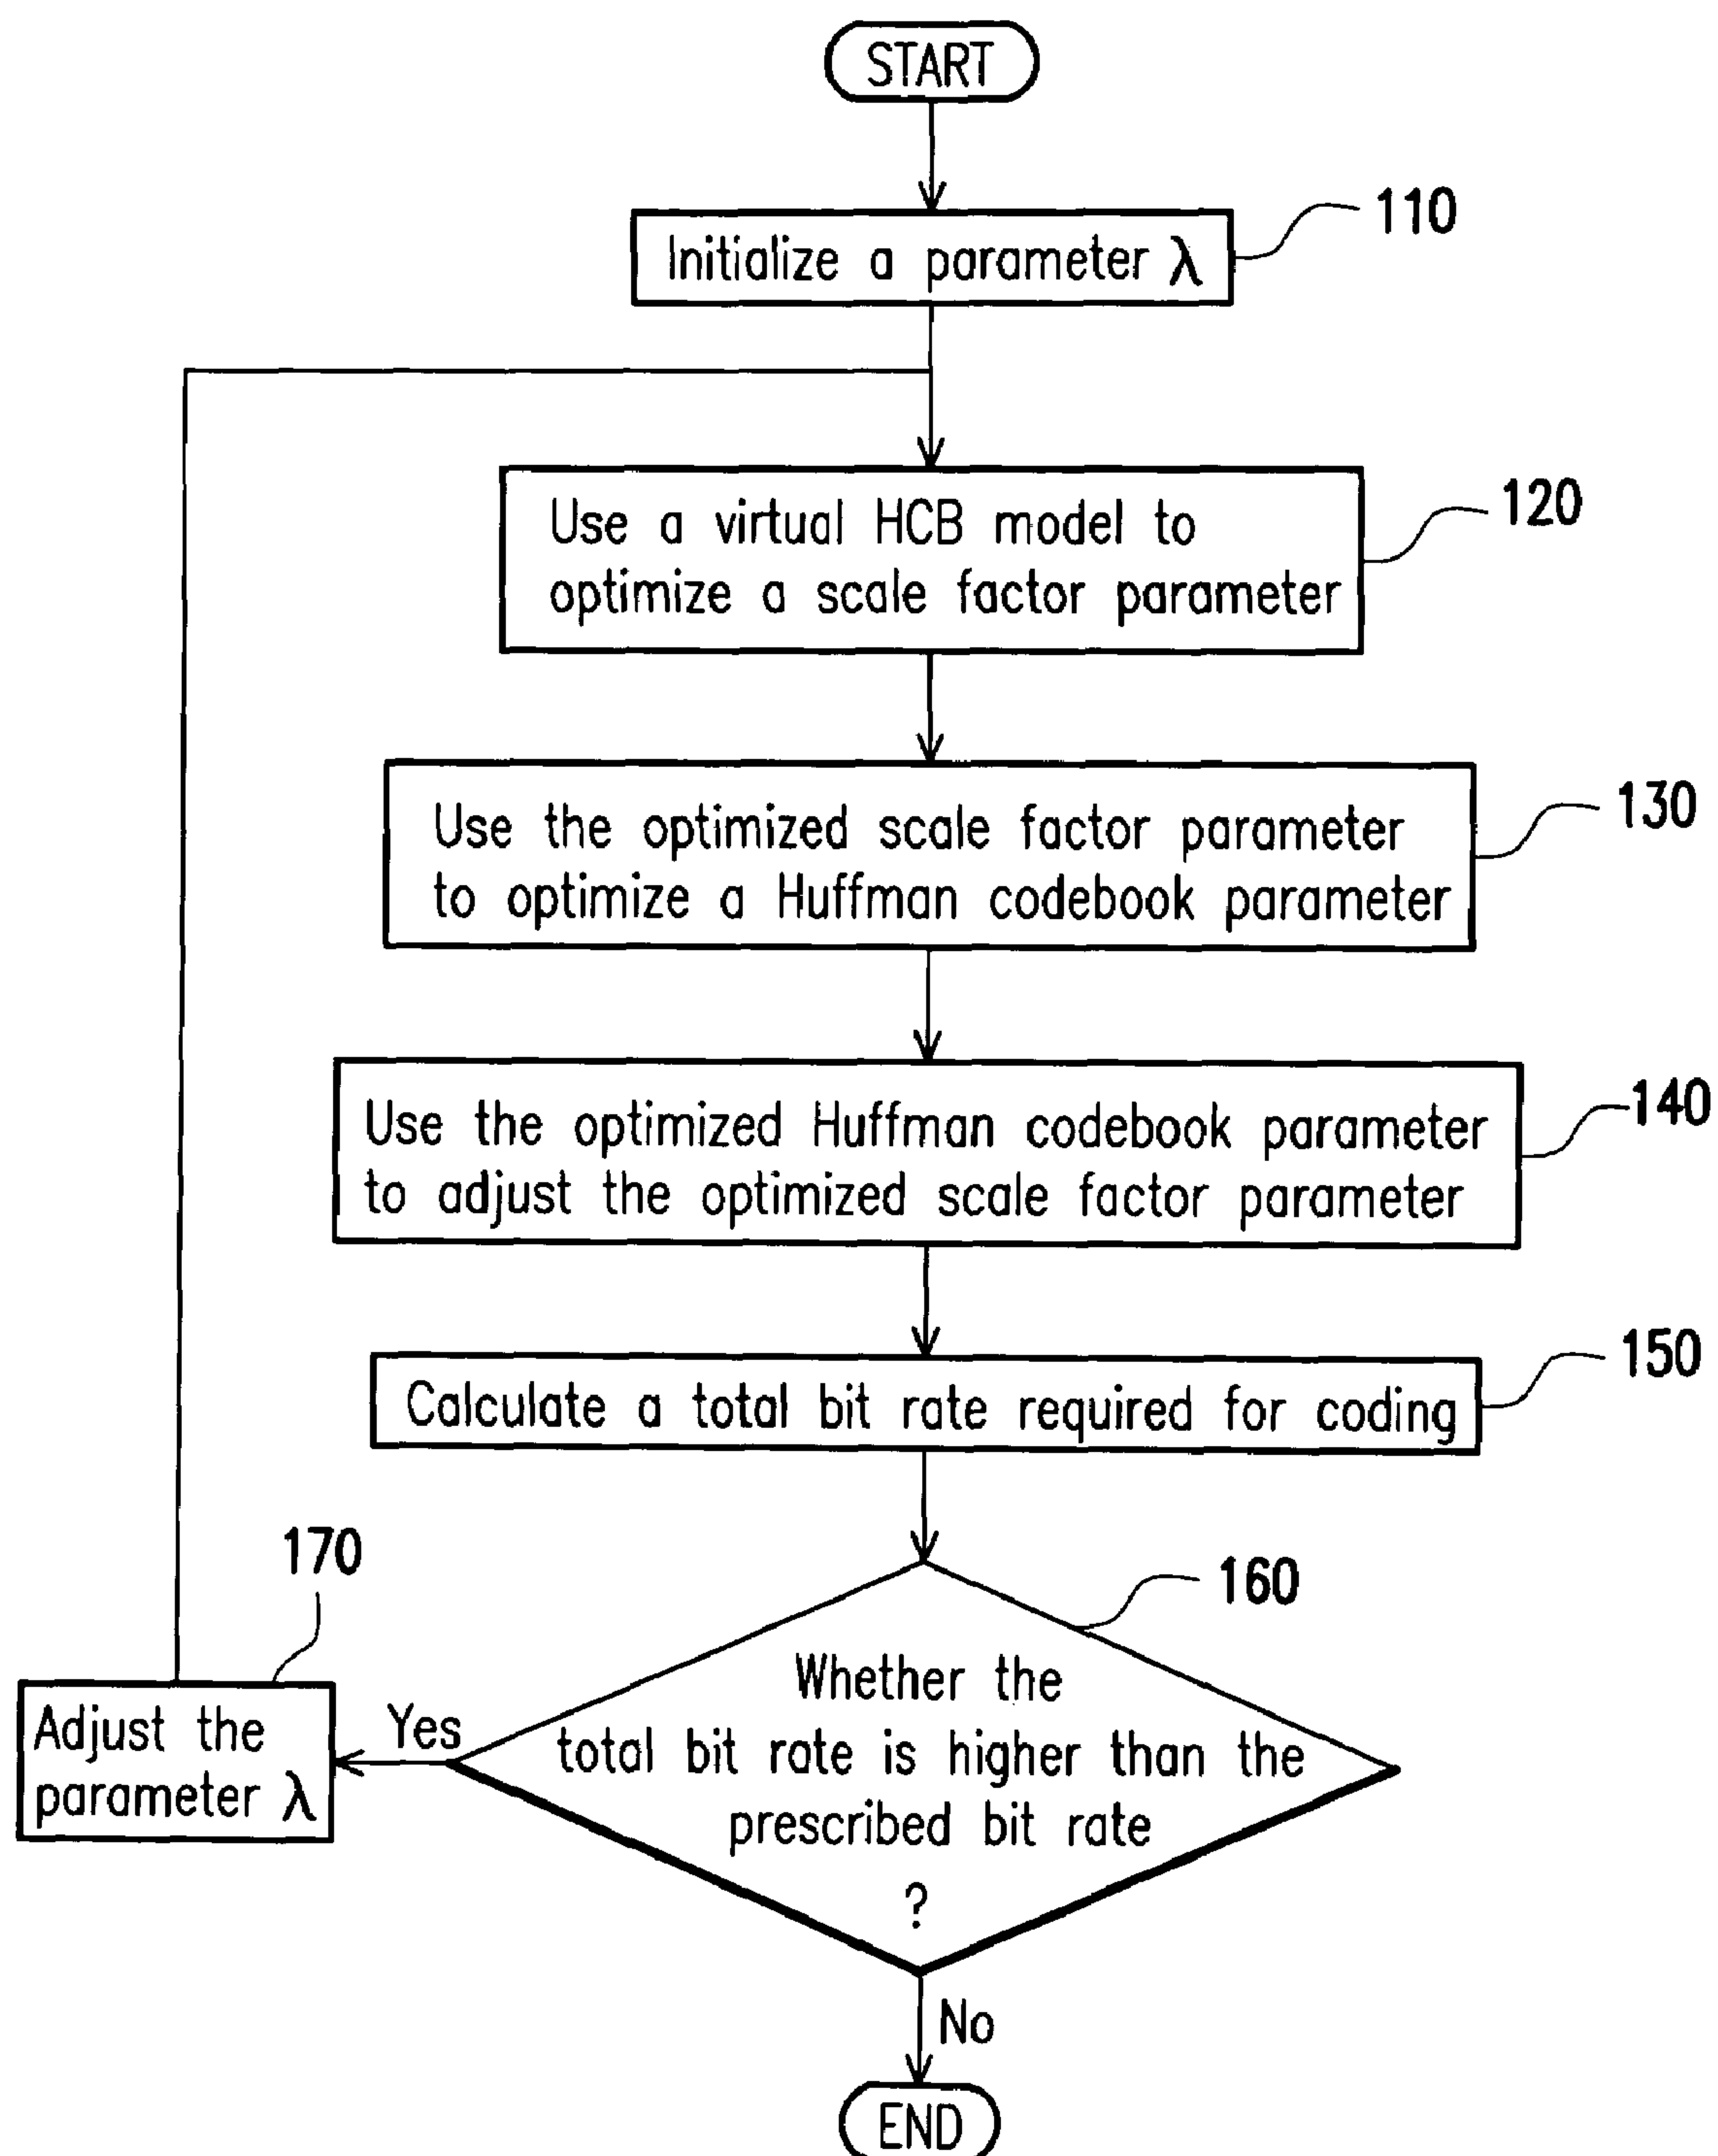 START
110
Initialize a parameter λ
120
Use a virtual HCB model to
optimize a scale factor parameter
130
Use the optimized scale factor parameter
to optimize a Huffman codebook parameter
140
Use the optimized Huffman codebook parameter
to adjust the optimized scale factor parameter
150
Calculate a total bit rate required for coding
160
Whether the
total bit rate is higher than the
prescribed bit rate
?
Yes
170
Adjust the
parameter λ
No
END